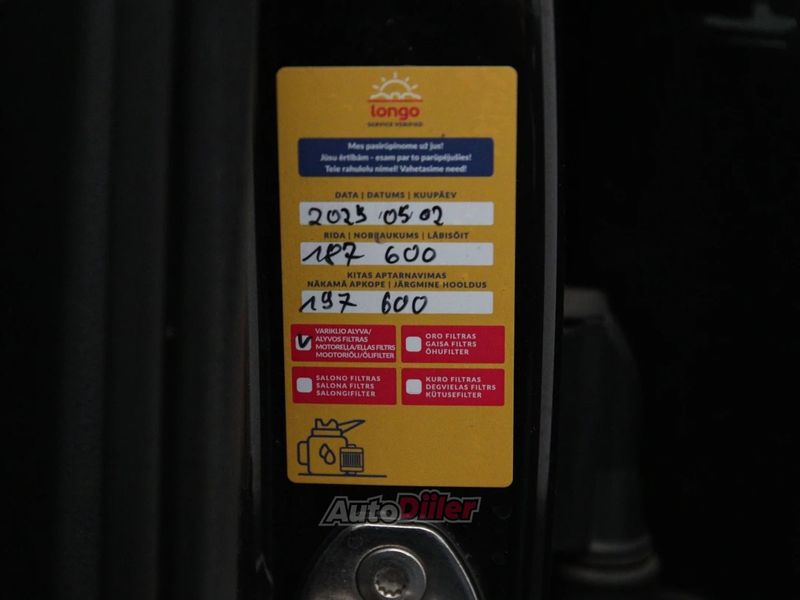 longo
SERVICE VERIFIED
Mes pasirūpinome už jus!
Jūsu ērtībām - esam par to parūpējušies!
Teie rahulolu nimel! Vahetasime need!
DATA | DATUMS | KUUPÄEV
2025 05 02
RIDA | NOBRAUKUMS | LÄBISÕIT
187 600
KITAS APTARNAVIMAS
NĀKAMĀ APKOPE | JÄRGMINE HOOLDUS
197 600
VARIKLIO ALYVA/
ALYVOS FILTRAS
MOTOREĻĻA/EĻĻAS FILTRS
MOOTORIÕLI/ÕLIFILTER
ORO FILTRAS
GAISA FILTRS
ÕHUFILTER
SALONO FILTRAS
SALONA FILTRS
SALONGIFILTER
KURO FILTRAS
DEGVIELAS FILTRS
KÜTUSEFILTER
AutoDiiler